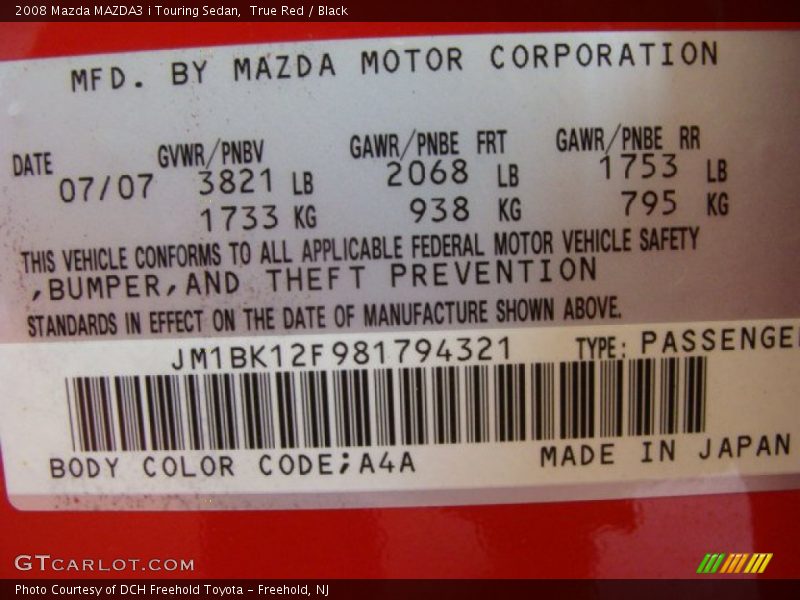 2008 Mazda MAZDA3 i Touring Sedan,  True Red / Black
MFD. BY MAZDA MOTOR CORPORATION
DATE GVWR/PNBV GAWR/PNBE FRT GAWR/PNBE RR
07/07 3821 LB 2068 LB 1753 LB
1733 KG 938 KG 795 KG
THIS VEHICLE CONFORMS TO ALL APPLICABLE FEDERAL MOTOR VEHICLE SAFETY
,BUMPER,AND THEFT PREVENTION
STANDARDS IN EFFECT ON THE DATE OF MANUFACTURE SHOWN ABOVE.
JM1BK12F981794321 TYPE: PASSENGE
BODY COLOR CODE;A4A MADE IN JAPAN
GTCARLOT.COM
Photo Courtesy of DCH Freehold Toyota - Freehold, NJ